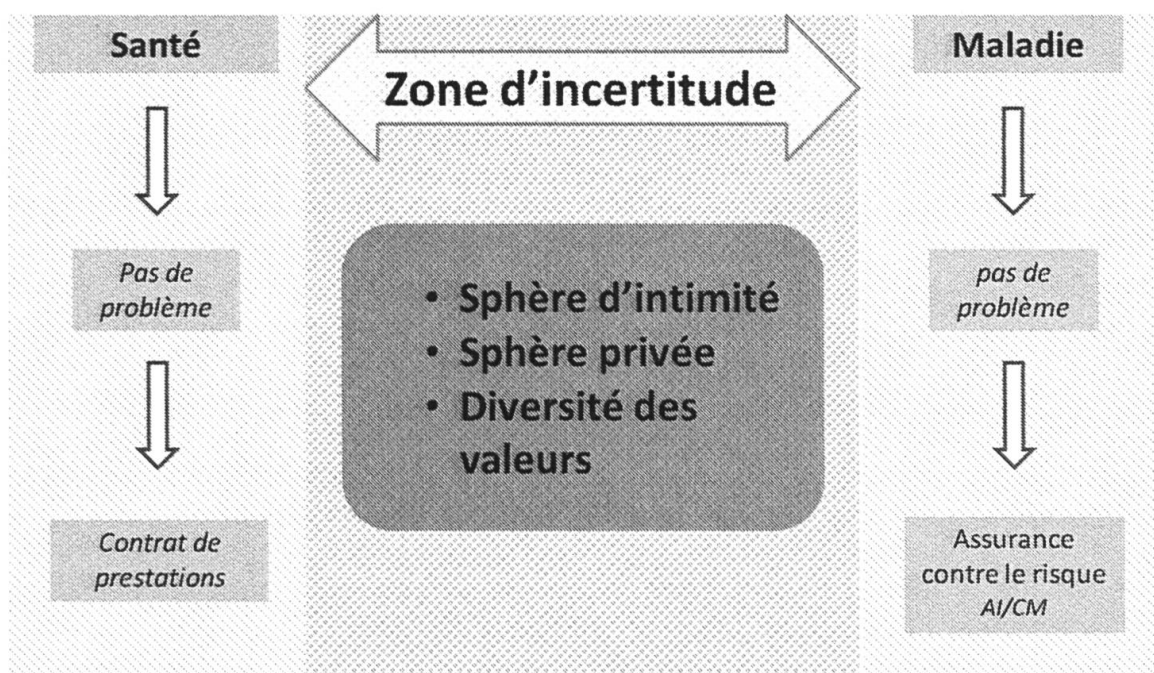 Santé
Zone d'incertitude
Maladie
Pas de
problème
• Sphère d'intimité
• Sphère privée
• Diversité des
valeurs
pas de
problème
Contrat de
prestations
Assurance
contre le risque
AI/CM